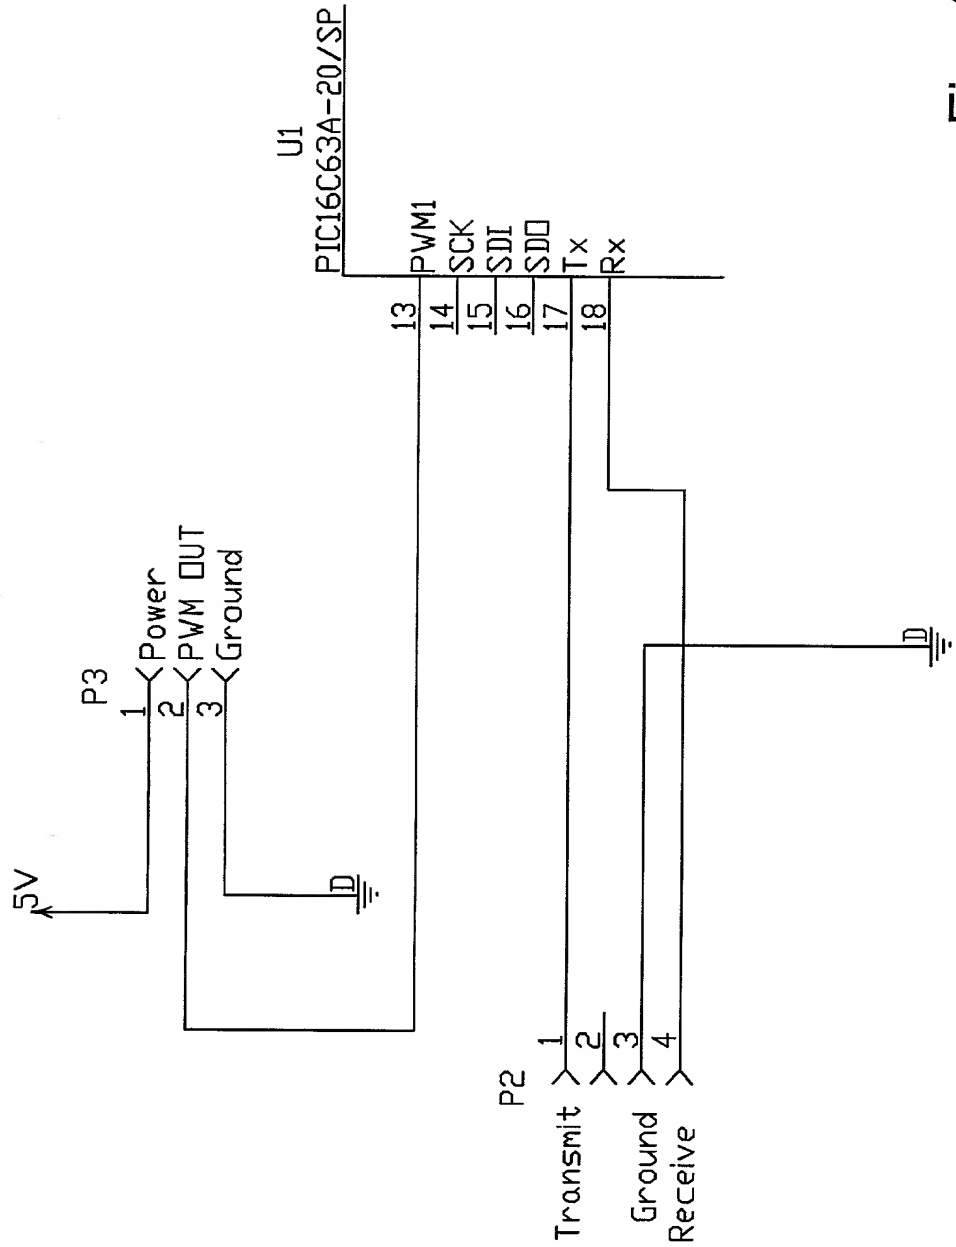 U1
PIC16C63A-20/SP
13 PWM1
14 SCK
15 SDI
16 SDO
17 Tx
18 Rx
5V
P3
1 Power
2 PWM OUT
3 Ground
D
P2
Transmit 1
2
Ground 3
Receive 4
D